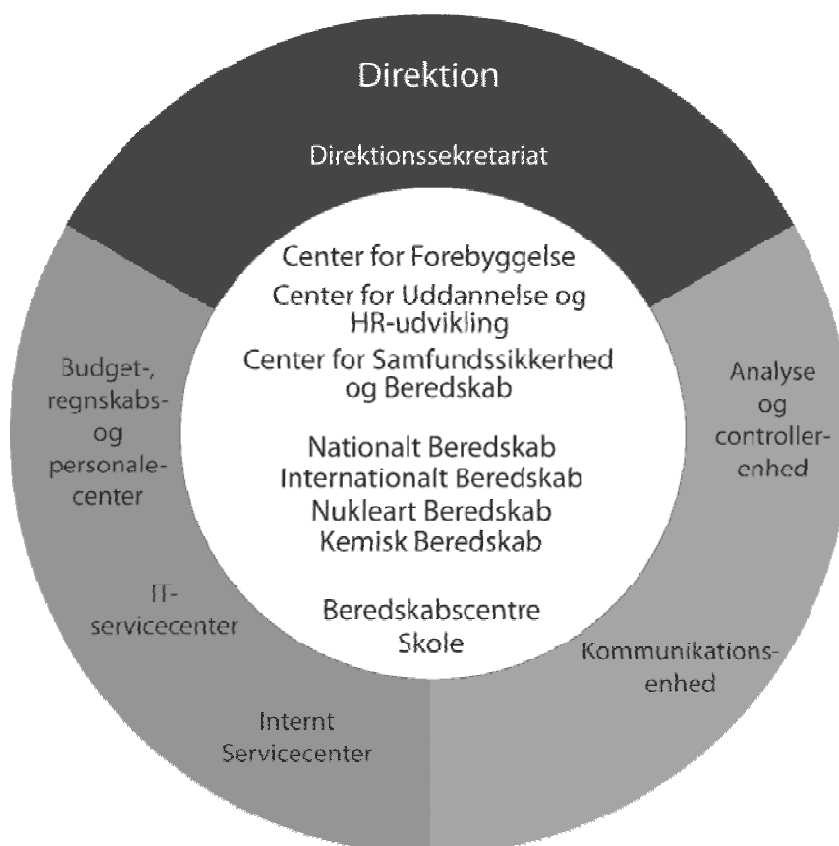 Direktion
Direktionssekretariat
Center for Forebyggelse
Center for Uddannelse og
HR-udvikling
Center for Samfundssikkerhed
og Beredskab
Nationalt Beredskab
Internationalt Beredskab
Nukleart Beredskab
Kemisk Beredskab
Beredskabscentre
Skole
Budget-,
regnskabs-
og
personale-
center
IT-
servicecenter
Internt
Servicecenter
Analyse
og
controller-
enhed
Kommunikations-
enhed